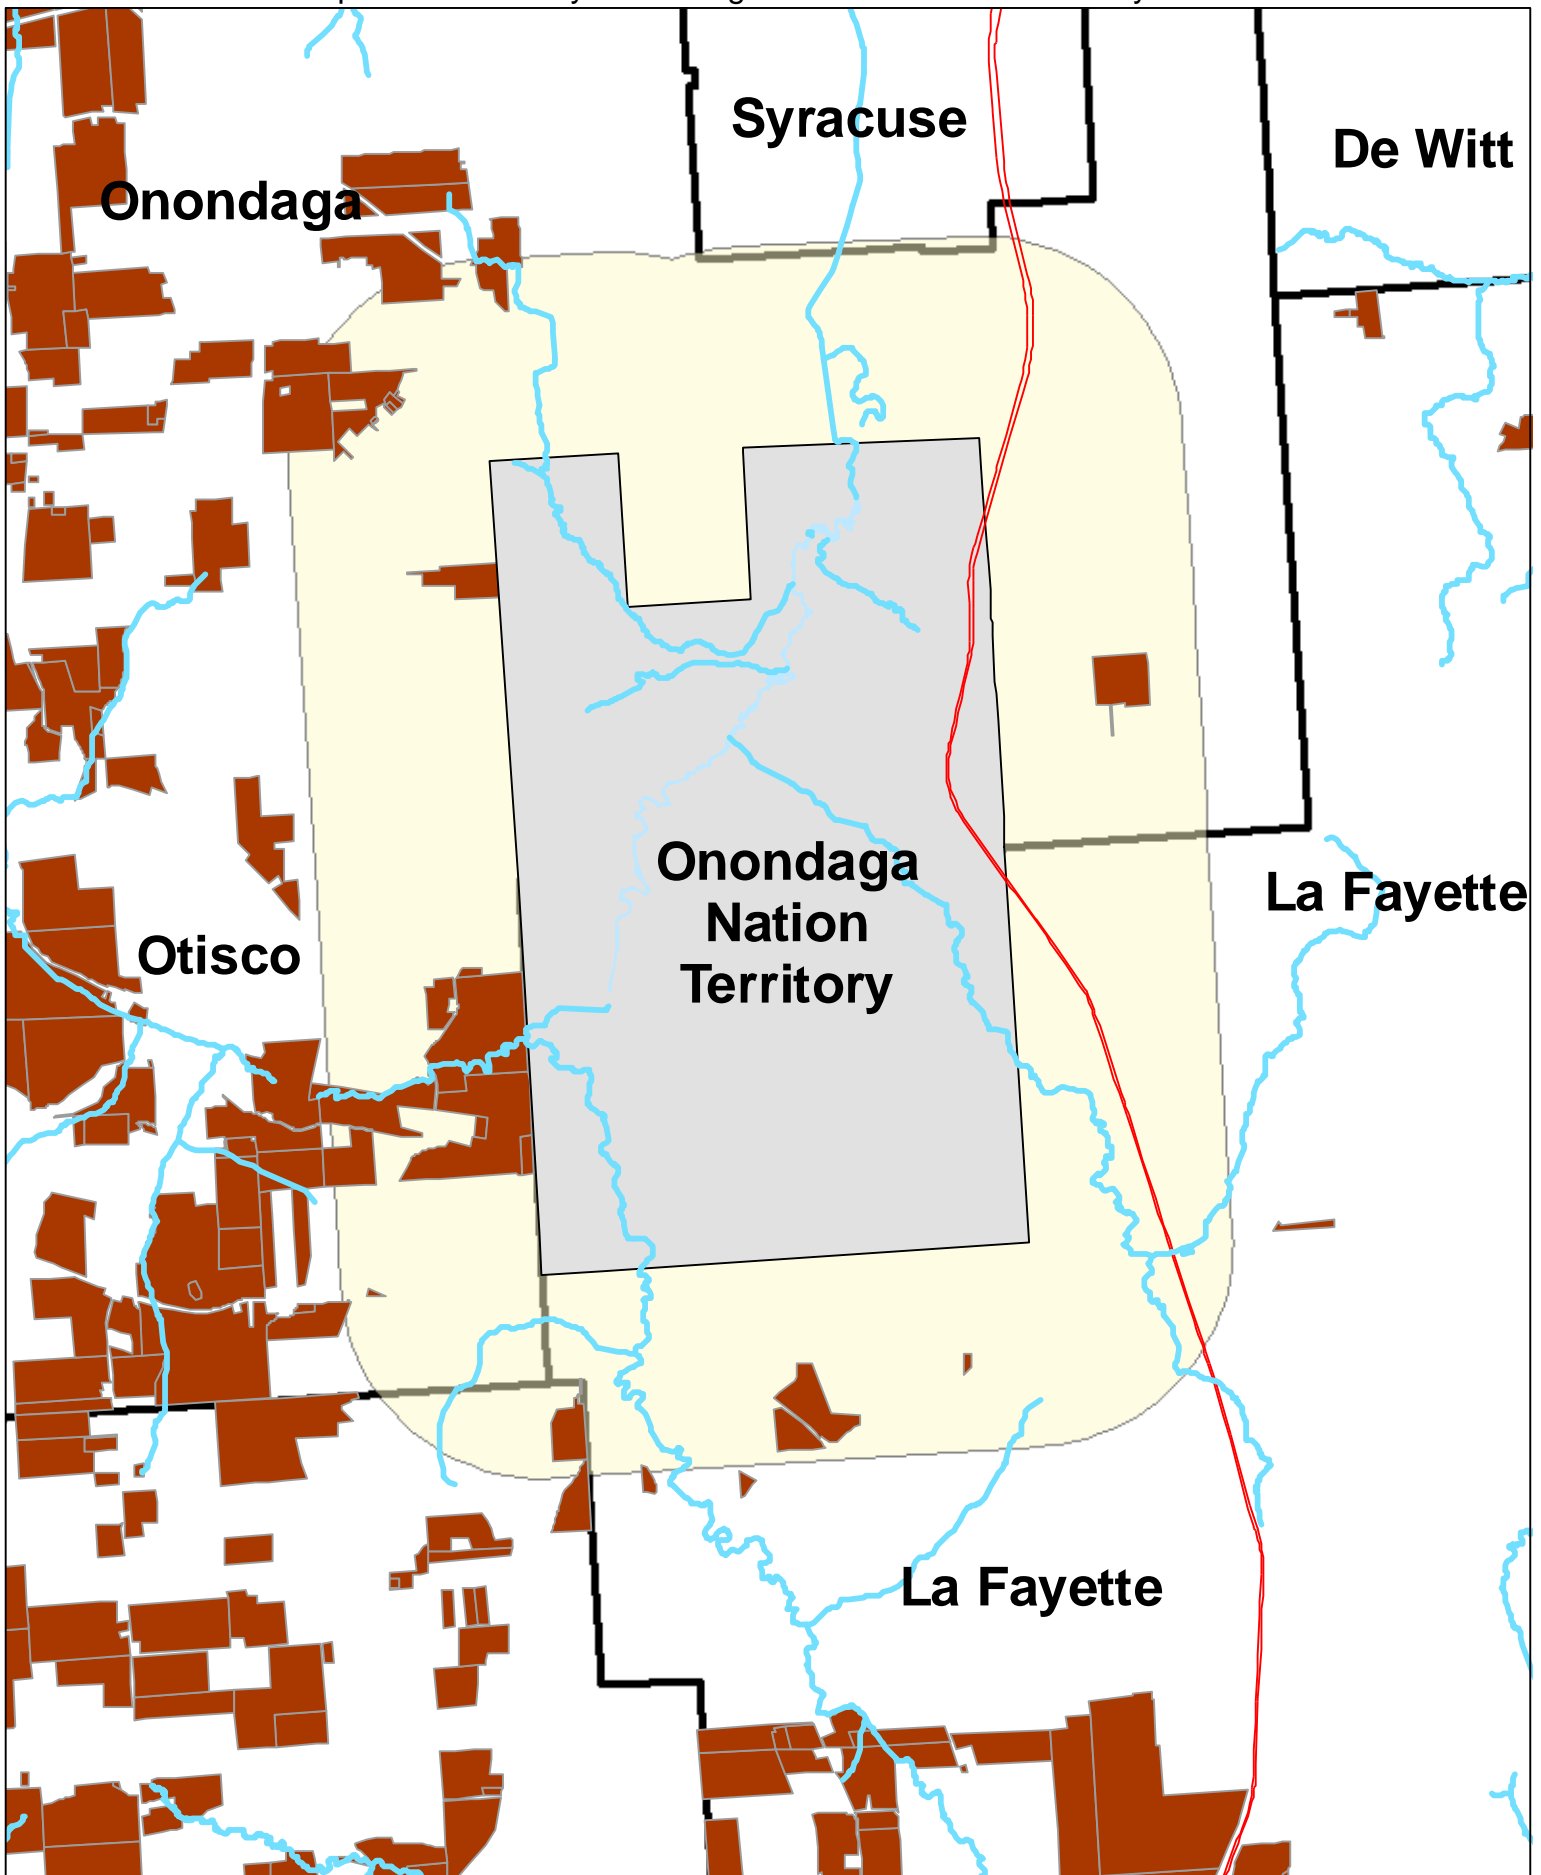 Syracuse
De Witt
Onondaga
Onondaga
Nation
Territory
La Fayette
Otisco
La Fayette